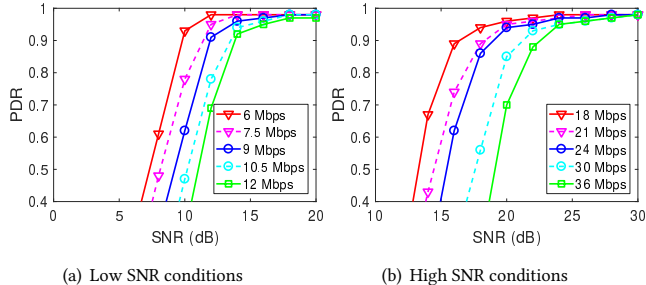 1
0.9
0.8
0.7
0.6
0.5
0.4
PDR
0 5 10 15 20
SNR (dB)
6 Mbps
7.5 Mbps
9 Mbps
10.5 Mbps
12 Mbps
(a) Low SNR conditions
1
0.9
0.8
0.7
0.6
0.5
0.4
PDR
10 15 20 25 30
SNR (dB)
18 Mbps
21 Mbps
24 Mbps
30 Mbps
36 Mbps
(b) High SNR conditions